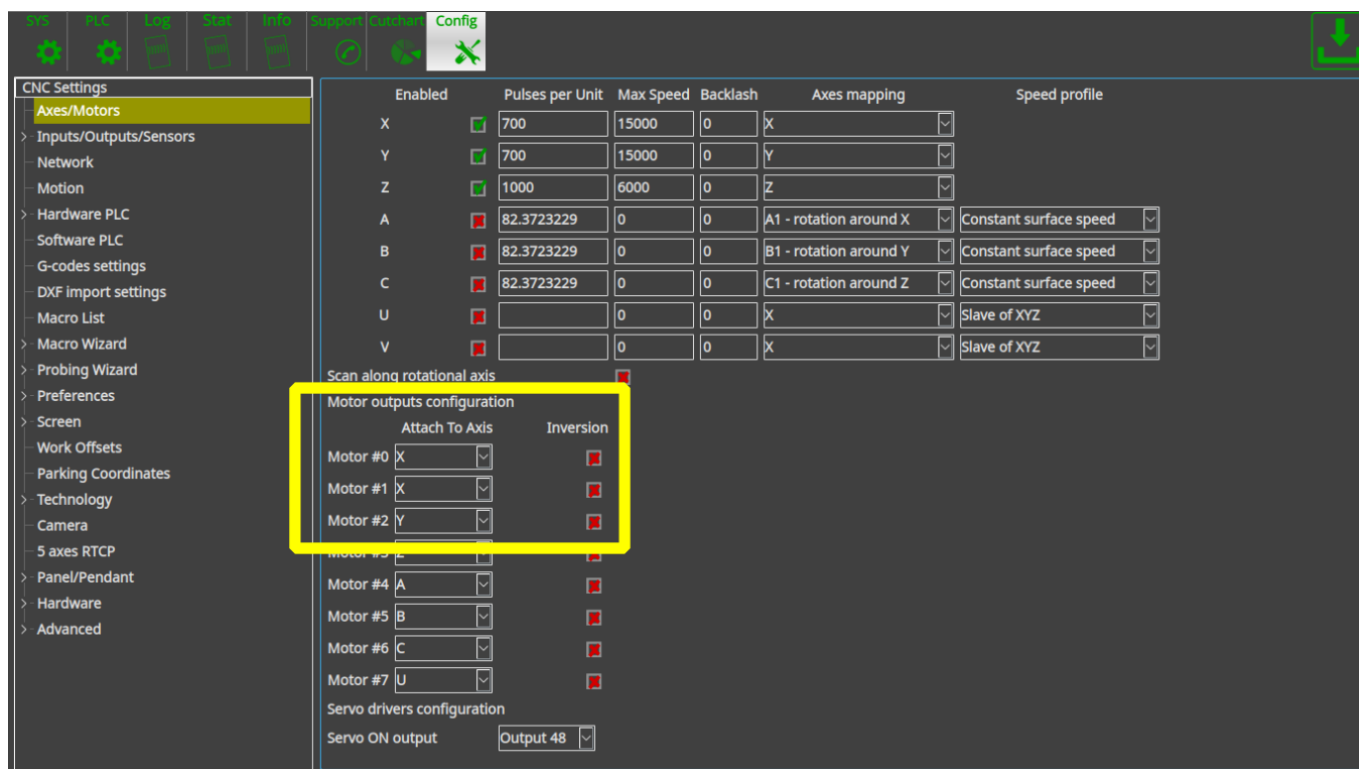 SYS PLC Log Stat Info Support Cutchart Config
CNC Settings
Axes/Motors
Inputs/Outputs/Sensors
Network
Motion
Hardware PLC
Software PLC
G-codes settings
DXF import settings
Macro List
Macro Wizard
Probing Wizard
Preferences
Screen
Work Offsets
Parking Coordinates
Technology
Camera
5 axes RTCP
Panel/Pendant
Hardware
Advanced
Enabled Pulses per Unit Max Speed Backlash Axes mapping Speed profile
X 700 15000 0 X
Y 700 15000 0 Y
Z 1000 6000 0 Z
A 82.3723229 0 0 A1 - rotation around X Constant surface speed
B 82.3723229 0 0 B1 - rotation around Y Constant surface speed
C 82.3723229 0 0 C1 - rotation around Z Constant surface speed
U 0 0 X Slave of XYZ
V 0 0 X Slave of XYZ
Scan along rotational axis
Motor outputs configuration
Attach To Axis Inversion
Motor #0 X
Motor #1 X
Motor #2 Y
Motor #3 Z
Motor #4 A
Motor #5 B
Motor #6 C
Motor #7 U
Servo drivers configuration
Servo ON output Output 48